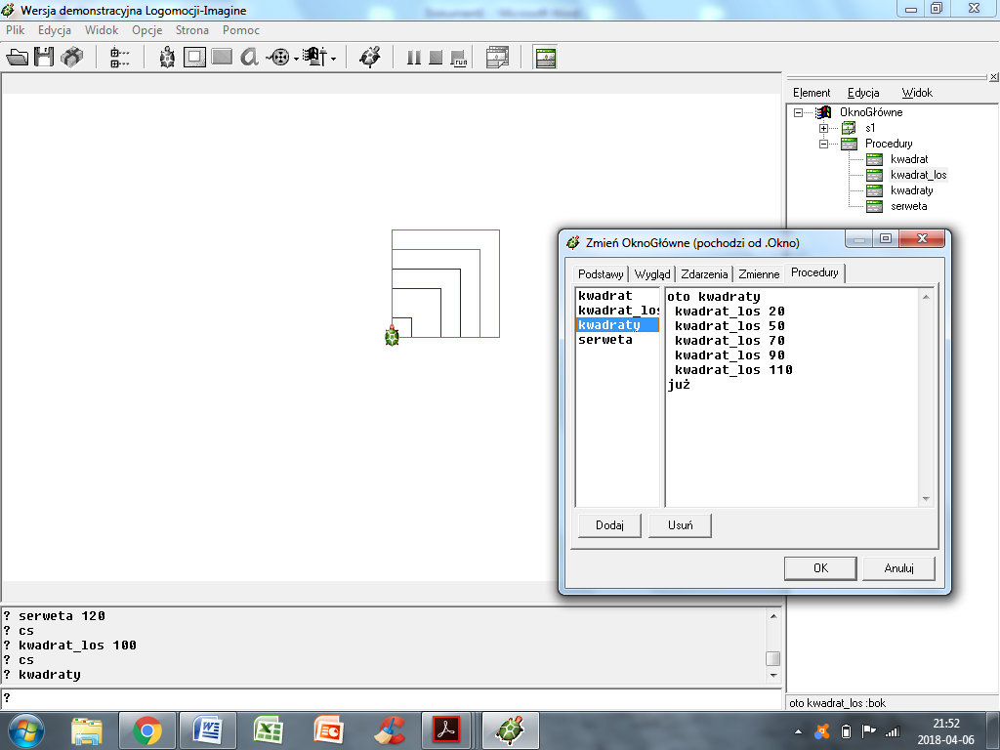 Wersja demonstracyjna Logomocji-Imagine
Plik Edycja Widok Opcje Strona Pomoc
run
Element Edycja Widok
OknoGłówne
s1
Procedury
kwadrat
kwadrat_los
kwadraty
serweta
Zmień OknoGłówne (pochodzi od .Okno)
Podstawy Wygląd Zdarzenia Zmienne Procedury
kwadrat
kwadrat_los
kwadraty
serweta
oto kwadraty
kwadrat_los 20
kwadrat_los 50
kwadrat_los 70
kwadrat_los 90
kwadrat_los 110
już
Dodaj Usuń
OK Anuluj
? serweta 120
? cs
? kwadrat_los 100
? cs
? kwadraty
?
oto kwadrat_los :bok
21:52
2018-04-06